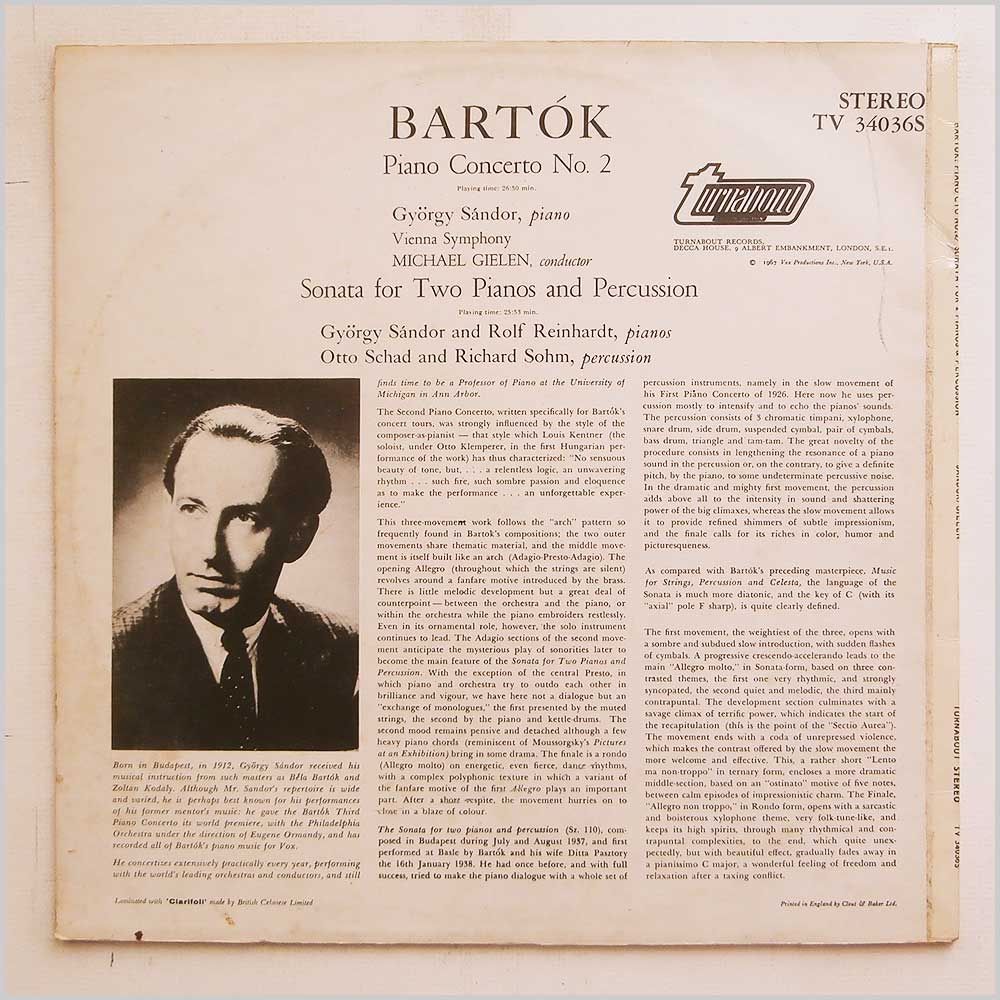 BARTÓK
Piano Concerto No. 2
Playing time: 26:50 min.
György Sándor, piano
Vienna Symphony
MICHAEL GIELEN, conductor
Sonata for Two Pianos and Percussion
Playing time: 25:53 min.
György Sándor and Rolf Reinhardt, pianos
Otto Schad and Richard Sohm, percussion
STEREO
TV 34036S
Turnabout
TURNABOUT RECORDS,
DECCA HOUSE, 9 ALBERT EMBANKMENT, LONDON, S.E.1.
© 1967 Vox Productions Inc., New York, U.S.A.
Born in Budapest, in 1912, György Sándor received his
musical instruction from such masters as Béla Bartók and
Zoltan Kodály. Although Mr. Sandor's repertoire is wide
and varied, he is perhaps best known for his performances
of his former mentor's music: he gave the Bartók Third
Piano Concerto its world premiere, with the Philadelphia
Orchestra under the direction of Eugene Ormandy, and has
recorded all of Bartók's piano music for Vox.
He concertizes extensively practically every year, performing
with the world's leading orchestras and conductors, and still
finds time to be a Professor of Piano at the University of
Michigan in Ann Arbor.
The Second Piano Concerto, written specifically for Bartók's
concert tours, was strongly influenced by the style of the
composer-as-pianist — that style which Louis Kentner (the
soloist, under Otto Klemperer, in the first Hungarian per-
formance of the work) has thus characterized: "No sensuous
beauty of tone, but, . . . a relentless logic, an unwavering
rhythm . . . such fire, such sombre passion and eloquence
as to make the performance . . . an unforgettable exper-
ience."
This three-movement work follows the "arch" pattern so
frequently found in Bartok's compositions; the two outer
movements share thematic material, and the middle move-
ment is itself built like an arch (Adagio-Presto-Adagio). The
opening Allegro (throughout which the strings are silent)
revolves around a fanfare motive introduced by the brass.
There is little melodic development but a great deal of
counterpoint — between the orchestra and the piano, or
within the orchestra while the piano embroiders restlessly.
Even in its ornamental role, however, the solo instrument
continues to lead. The Adagio sections of the second move-
ment anticipate the mysterious play of sonorities later to
become the main feature of the Sonata for Two Pianos and
Percussion. With the exception of the central Presto, in
which piano and orchestra try to outdo each other in
brilliance and vigour, we have here not a dialogue but an
"exchange of monologues," the first presented by the muted
strings, the second by the piano and kettle-drums. The
second mood remains pensive and detached although a few
heavy piano chords (reminiscent of Moussorgsky's Pictures
at an Exhibition) bring in some drama. The finale is a rondo
(Allegro molto) on energetic, even fierce, dance rhythms,
with a complex polyphonic texture in which a variant of
the fanfare motive of the first Allegro plays an important
part. After a short respite, the movement hurries on to
close in a blaze of colour.
The Sonata for two pianos and percussion (Sz. 110), com-
posed in Budapest during July and August 1937, and first
performed at Basle by Bartók and his wife Ditta Pasztory
the 16th January 1938. He had once before, and with full
success, tried to make the piano dialogue with a whole set of
percussion instruments, namely in the slow movement of
his First Piano Concerto of 1926. Here now he uses per-
cussion mostly to intensify and to echo the pianos' sounds.
The percussion consists of 3 chromatic timpani, xylophone,
snare drum, side drum, suspended cymbal, pair of cymbals,
bass drum, triangle and tam-tam. The great novelty of the
procedure consists in lengthening the resonance of a piano
sound in the percussion or, on the contrary, to give a definite
pitch, by the piano, to some undeterminate percussive noise.
In the dramatic and mighty first movement, the percussion
adds above all to the intensity in sound and shattering
power of the big climaxes, whereas the slow movement allows
it to provide refined shimmers of subtle impressionism,
and the finale calls for its riches in color, humor and
picturesqueness.
As compared with Bartók's preceding masterpiece, Music
for Strings, Percussion and Celesta, the language of the
Sonata is much more diatonic, and the key of C (with its
"axial" pole F sharp), is quite clearly defined.
The first movement, the weightiest of the three, opens with
a sombre and subdued slow introduction, with sudden flashes
of cymbals. A progressive crescendo-accelerando leads to the
main "Allegro molto," in Sonata-form, based on three con-
trasted themes, the first one very rhythmic, and strongly
syncopated, the second quiet and melodic, the third mainly
contrapuntal. The development section culminates with a
savage climax of terrific power, which indicates the start of
the recapitulation (this is the point of the "Sectio Aurea").
The movement ends with a coda of unrepressed violence,
which makes the contrast offered by the slow movement the
more welcome and effective. This, a rather short "Lento
ma non-troppo" in ternary form, encloses a more dramatic
middle-section, based on an "ostinato" motive of five notes,
between calm episodes of impressionistic charm. The Finale,
"Allegro non troppo," in Rondo form, opens with a sarcastic
and boisterous xylophone theme, very folk-tune-like, and
keeps its high spirits, through many rhythmical and con-
trapuntal complexities, to the end, which quite unex-
pectedly, but with beautiful effect, gradually fades away in
a pianissimo C major, a wonderful feeling of freedom and
relaxation after a taxing conflict.
Laminated with 'Clarifoil' made by British Celanese Limited
Printed in England by Clout & Baker Ltd.
TURNABOUT STEREO TV 34036S